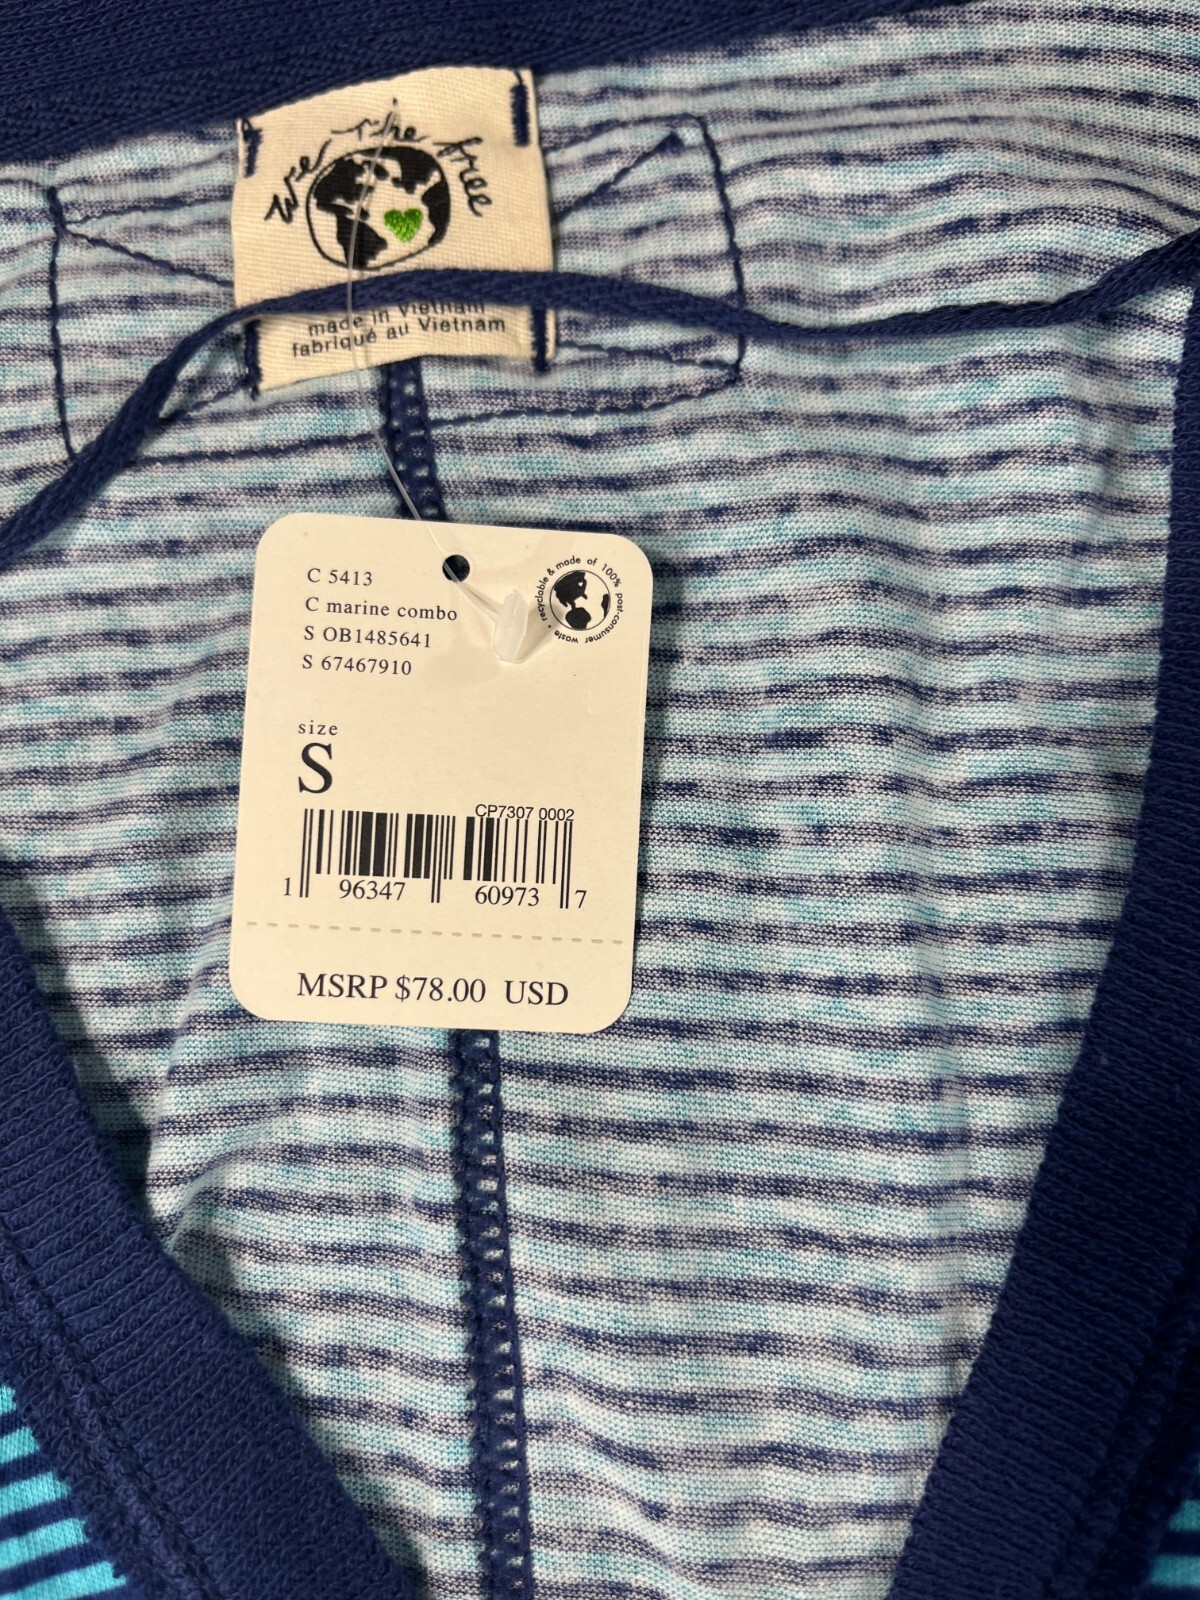 We The free
made in Vietnam
fabriqué au Vietnam
C 5413
C marine combo
S OB1485641
S 67467910
recyclable & made of 100% post-consumer waste •
size
S
CP7307 0002
1 96347 60973 7
MSRP $78.00 USD